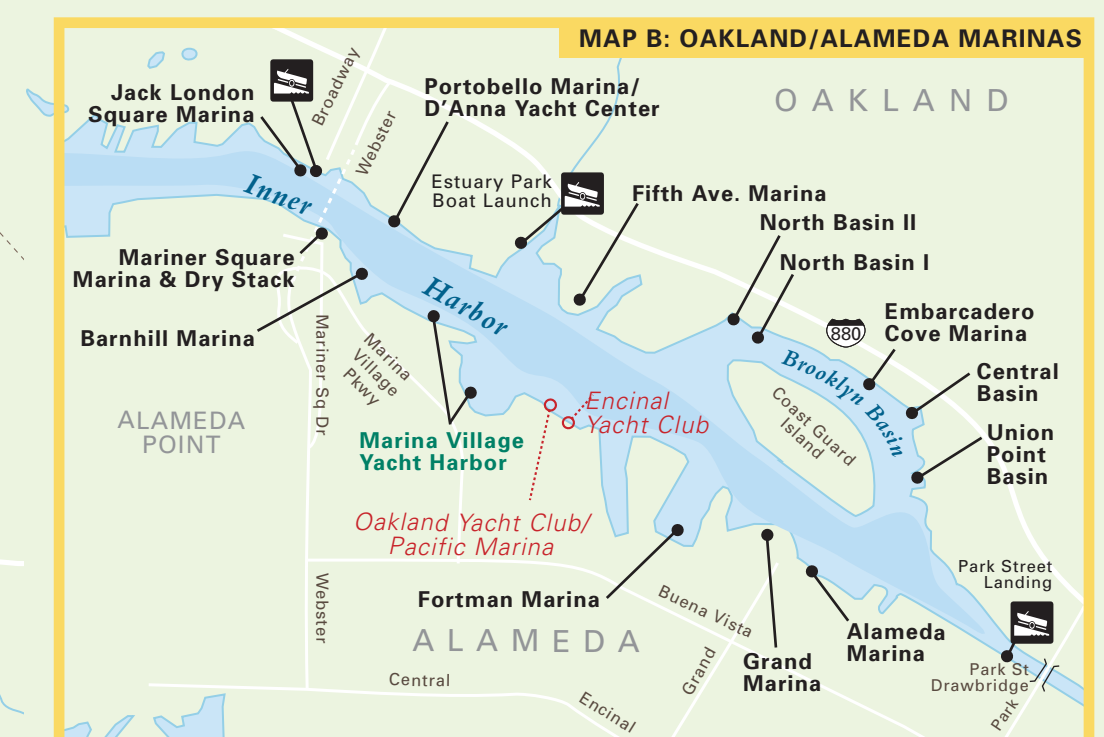 MAP B: OAKLAND/ALAMEDA MARINAS
OAKLAND
Jack London
Square Marina
Broadway
Webster
Portobello Marina/
D'Anna Yacht Center
Inner
Harbor
Estuary Park
Boat Launch
Fifth Ave. Marina
North Basin II
North Basin I
880
Embarcadero
Cove Marina
Central
Basin
Union
Point
Basin
Brooklyn Basin
Coast Guard
Island
Mariner Square
Marina & Dry Stack
Barnhill Marina
Mariner Sq Dr
Marina
Village
Pkwy
ALAMEDA
POINT
Marina Village
Yacht Harbor
Encinal
Yacht Club
Oakland Yacht Club/
Pacific Marina
Fortman Marina
Webster
ALAMEDA
Buena Vista
Grand
Central
Encinal
Grand
Marina
Alameda
Marina
Park Street
Landing
Park St
Drawbridge
Park